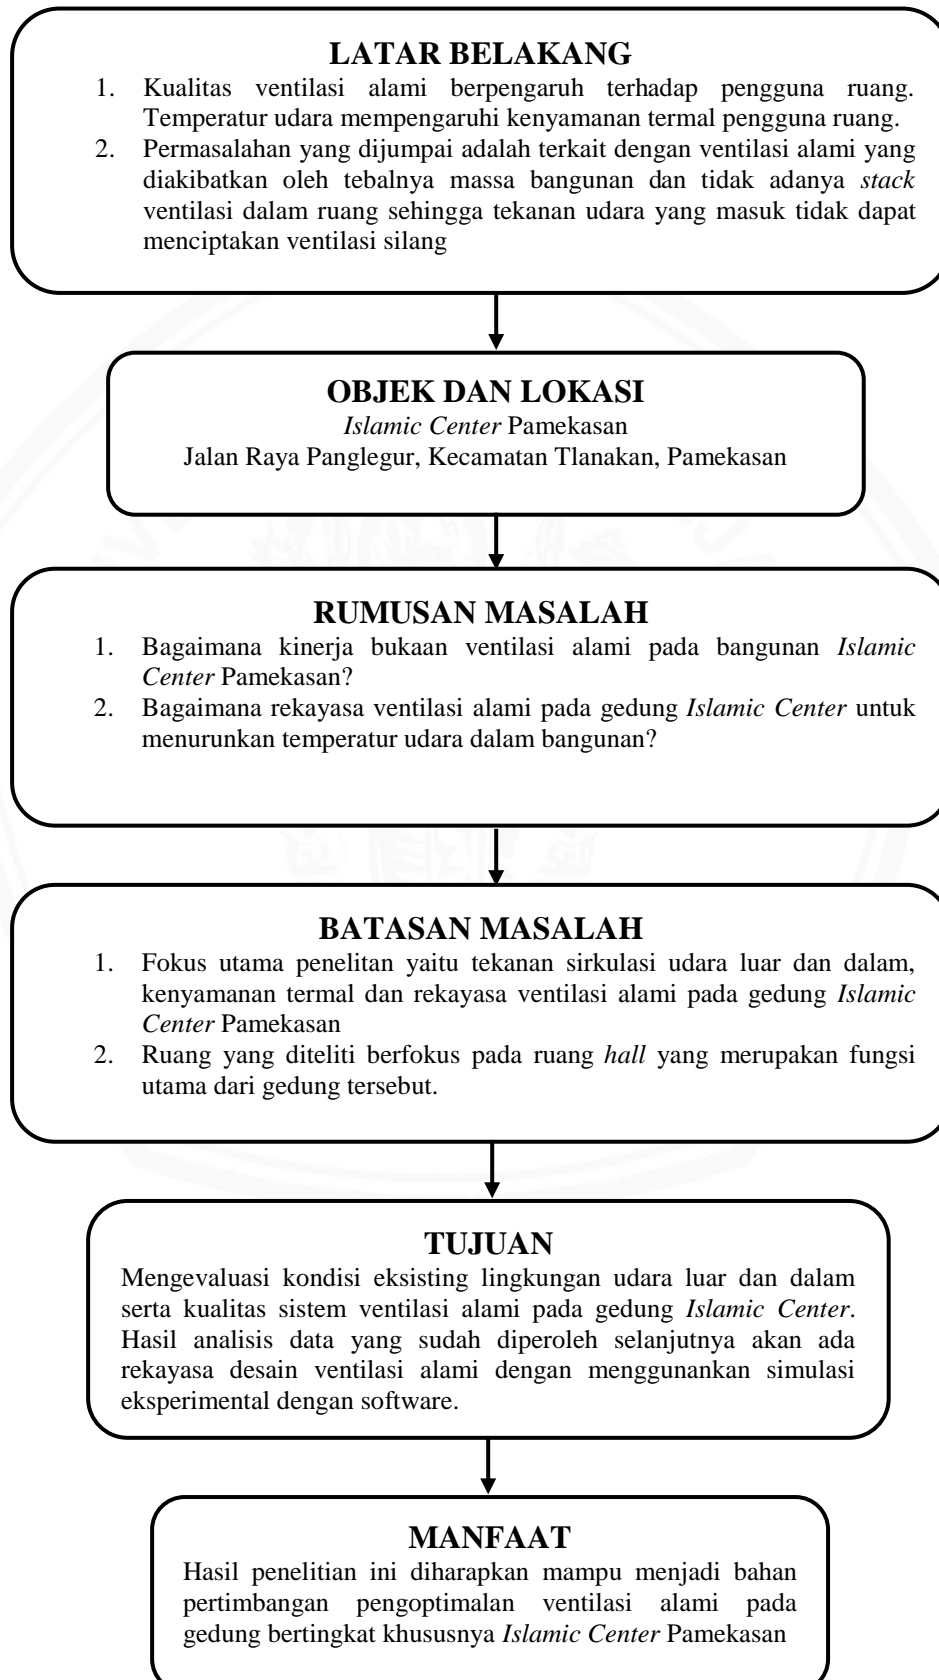 LATAR BELAKANG
1. Kualitas ventilasi alami berpengaruh terhadap pengguna ruang.
Temperatur udara mempengaruhi kenyamanan termal pengguna ruang.
2. Permasalahan yang dijumpai adalah terkait dengan ventilasi alami yang
diakibatkan oleh tebalnya massa bangunan dan tidak adanya stack
ventilasi dalam ruang sehingga tekanan udara yang masuk tidak dapat
menciptakan ventilasi silang
OBJEK DAN LOKASI
Islamic Center Pamekasan
Jalan Raya Panglegur, Kecamatan Tlanakan, Pamekasan
RUMUSAN MASALAH
1. Bagaimana kinerja bukaan ventilasi alami pada bangunan Islamic
Center Pamekasan?
2. Bagaimana rekayasa ventilasi alami pada gedung Islamic Center untuk
menurunkan temperatur udara dalam bangunan?
BATASAN MASALAH
1. Fokus utama penelitan yaitu tekanan sirkulasi udara luar dan dalam,
kenyamanan termal dan rekayasa ventilasi alami pada gedung Islamic
Center Pamekasan
2. Ruang yang diteliti berfokus pada ruang hall yang merupakan fungsi
utama dari gedung tersebut.
TUJUAN
Mengevaluasi kondisi eksisting lingkungan udara luar dan dalam
serta kualitas sistem ventilasi alami pada gedung Islamic Center.
Hasil analisis data yang sudah diperoleh selanjutnya akan ada
rekayasa desain ventilasi alami dengan menggunankan simulasi
eksperimental dengan software.
MANFAAT
Hasil penelitian ini diharapkan mampu menjadi bahan
pertimbangan pengoptimalan ventilasi alami pada
gedung bertingkat khususnya Islamic Center Pamekasan